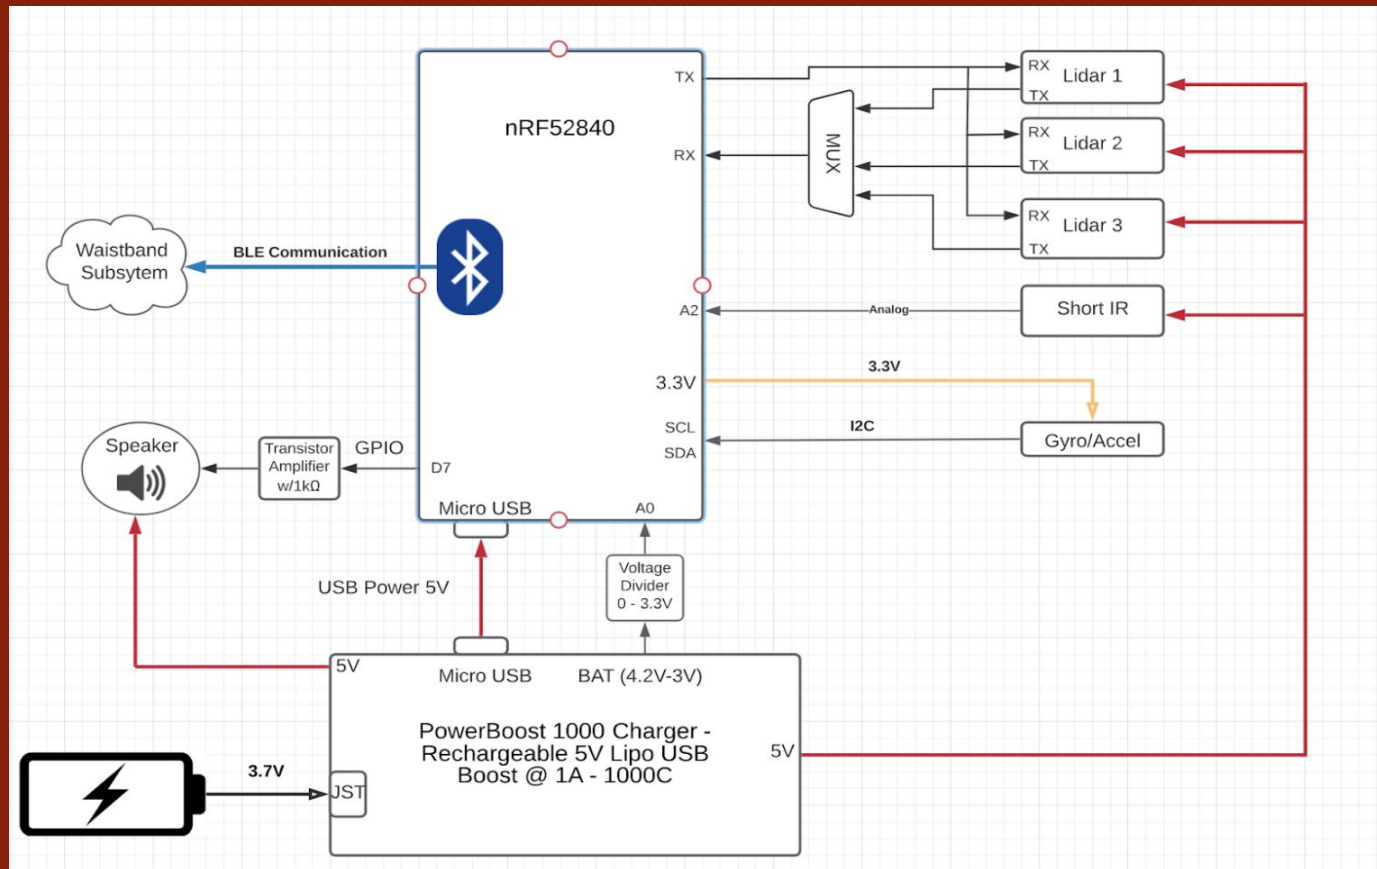 TX
nRF52840
RX
MUX
RX
TX
Lidar 1
RX
TX
Lidar 2
RX
TX
Lidar 3
Waistband
Subsytem
BLE Communication
A2
Analog
Short IR
3.3V
3.3V
SCL
SDA
I2C
Gyro/Accel
Speaker
Transistor
Amplifier
w/1kΩ
GPIO
D7
Micro USB
A0
USB Power 5V
Voltage
Divider
0 - 3.3V
5V
Micro USB
BAT (4.2V-3V)
PowerBoost 1000 Charger -
Rechargeable 5V Lipo USB
Boost @ 1A - 1000C
5V
3.7V
JST